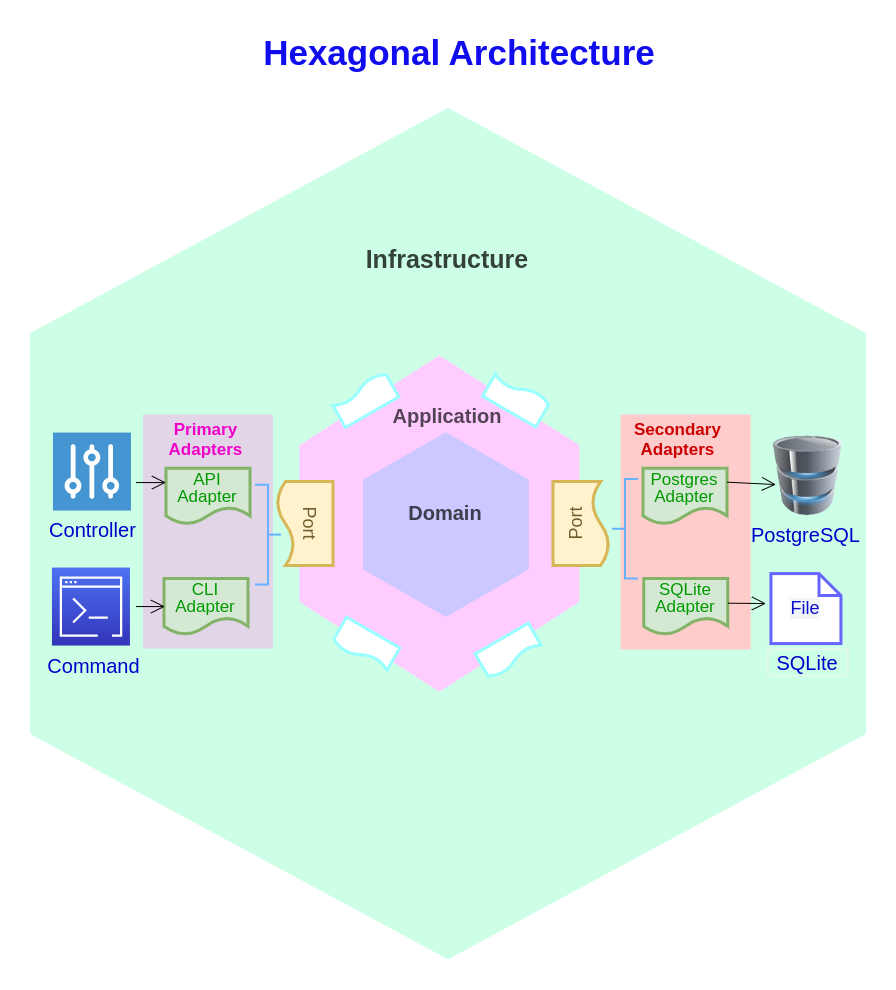 Hexagonal Architecture
Infrastructure
Application
Domain
Primary
Adapters
API
Adapter
CLI
Adapter
Controller
Command
Port
Port
Secondary
Adapters
Postgres
Adapter
SQLite
Adapter
PostgreSQL
File
SQLite